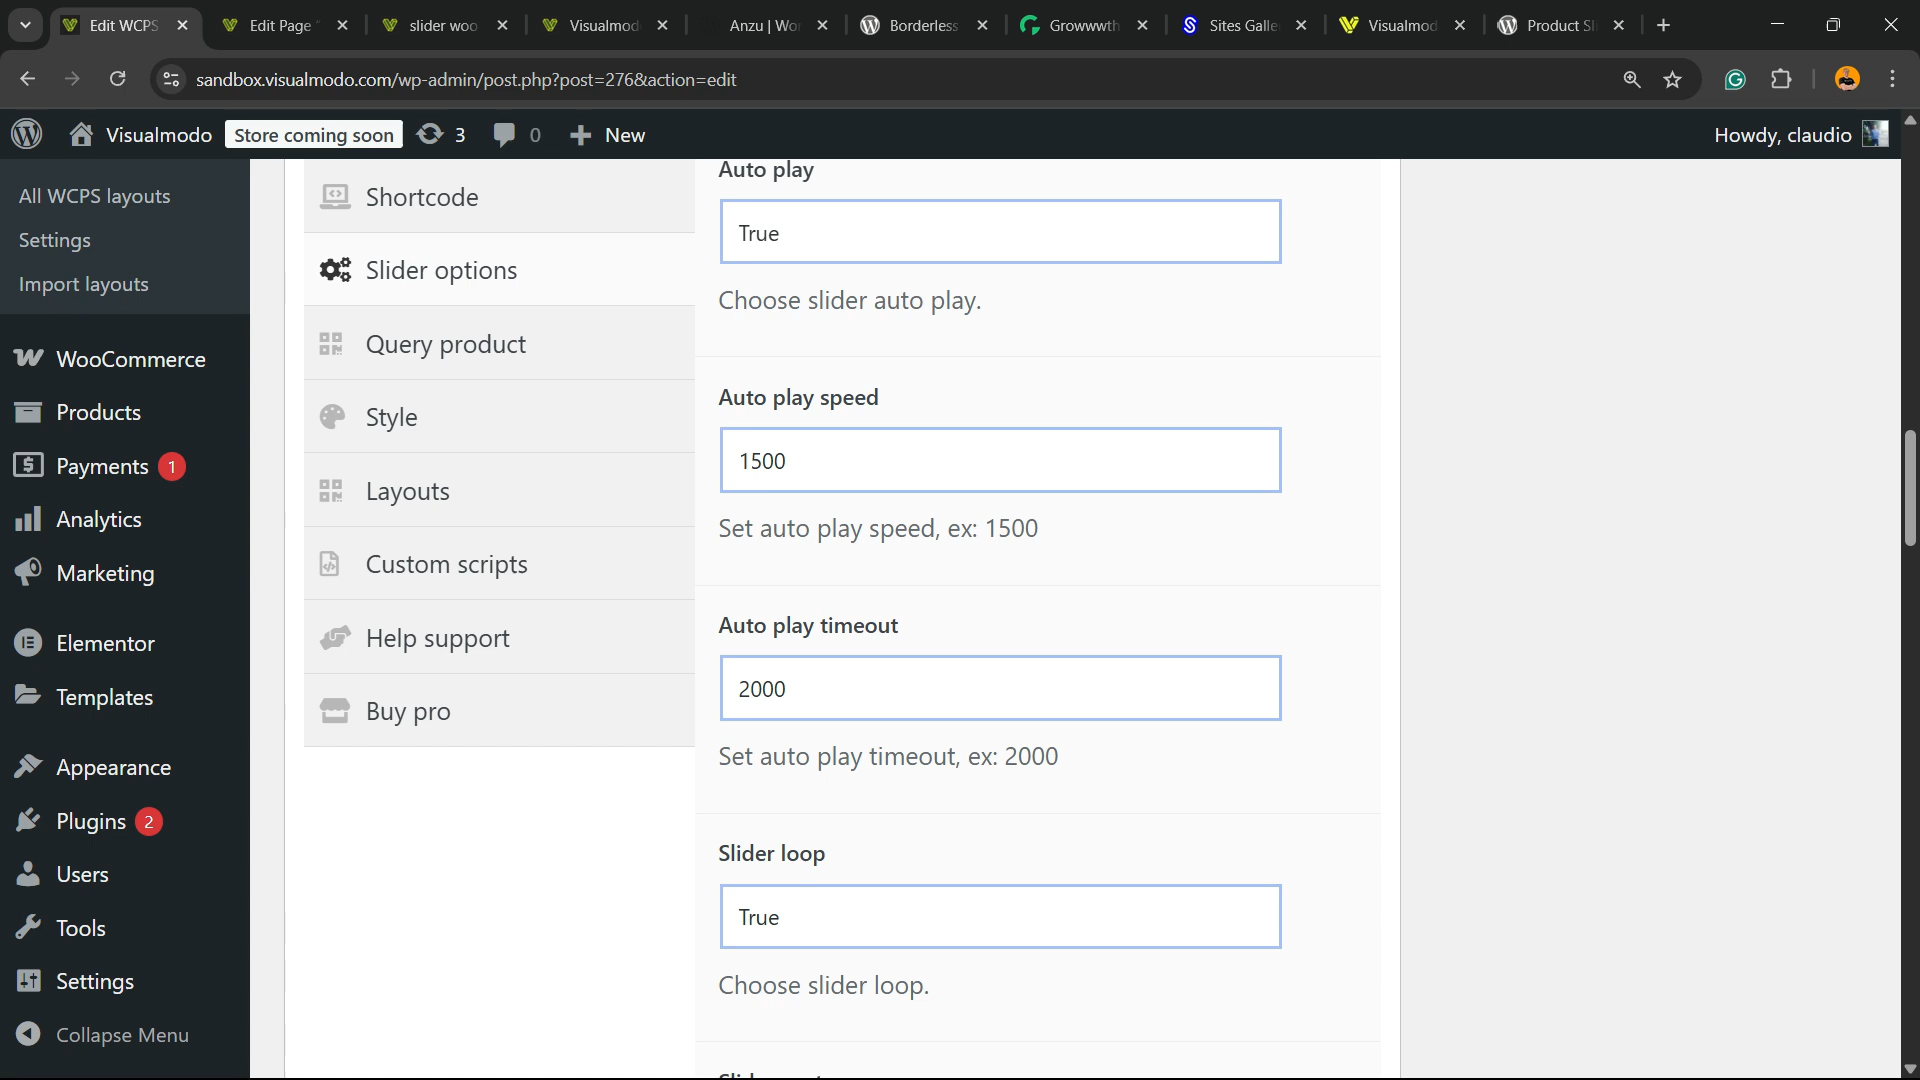 Edit WCPS
Edit Page
slider woo
Visualmod
Anzu | Wo
Borderless
Growwwth
Sites Galle
Visualmod
Product Sl
sandbox.visualmodo.com/wp-admin/post.php?post=276&action=edit
Visualmodo
Store coming soon
3
0
New
Howdy, claudio
All WCPS layouts
Settings
Import layouts
WooCommerce
Products
Payments 1
Analytics
Marketing
Elementor
Templates
Appearance
Plugins 2
Users
Tools
Settings
Collapse Menu
Shortcode
Slider options
Query product
Style
Layouts
Custom scripts
Help support
Buy pro
Auto play
True
Choose slider auto play.
Auto play speed
1500
Set auto play speed, ex: 1500
Auto play timeout
2000
Set auto play timeout, ex: 2000
Slider loop
True
Choose slider loop.